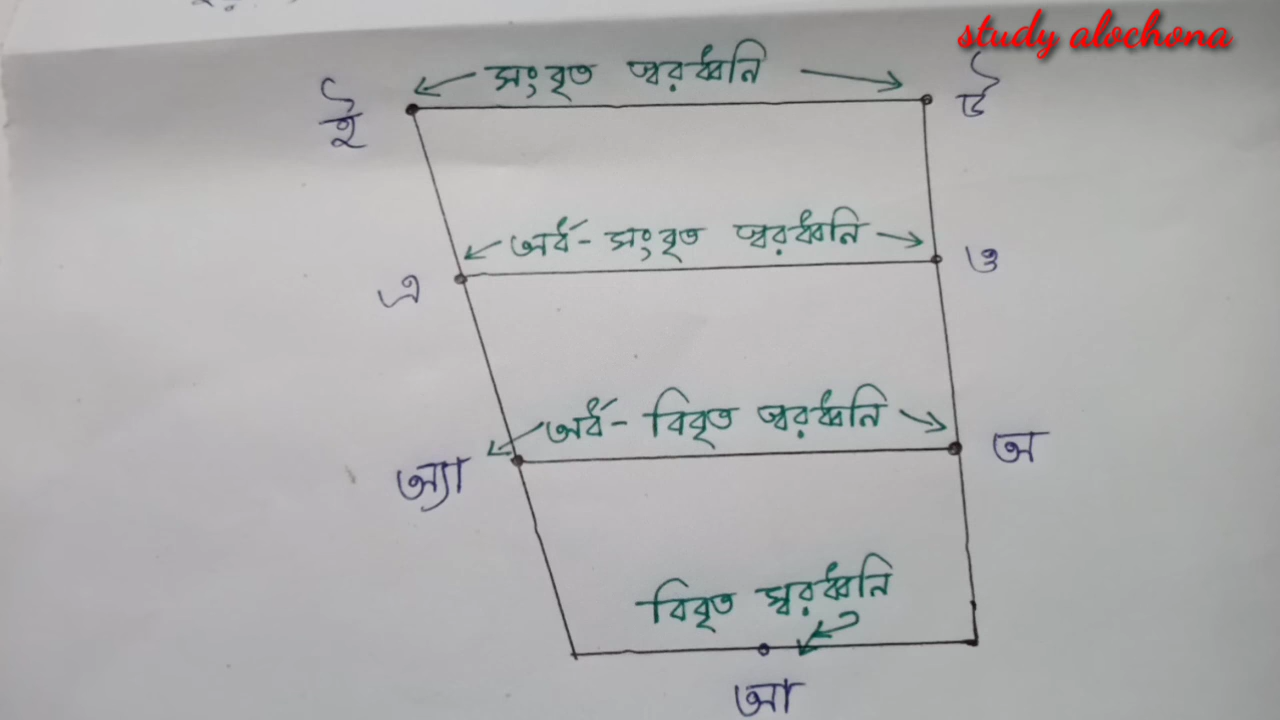 study alochona
সংবৃত স্বরধ্বনি
ই উ
অর্ধ-সংবৃত স্বরধ্বনি
এ ও
অর্ধ-বিবৃত স্বরধ্বনি
অ্যা অ
বিবৃত স্বরধ্বনি
আ